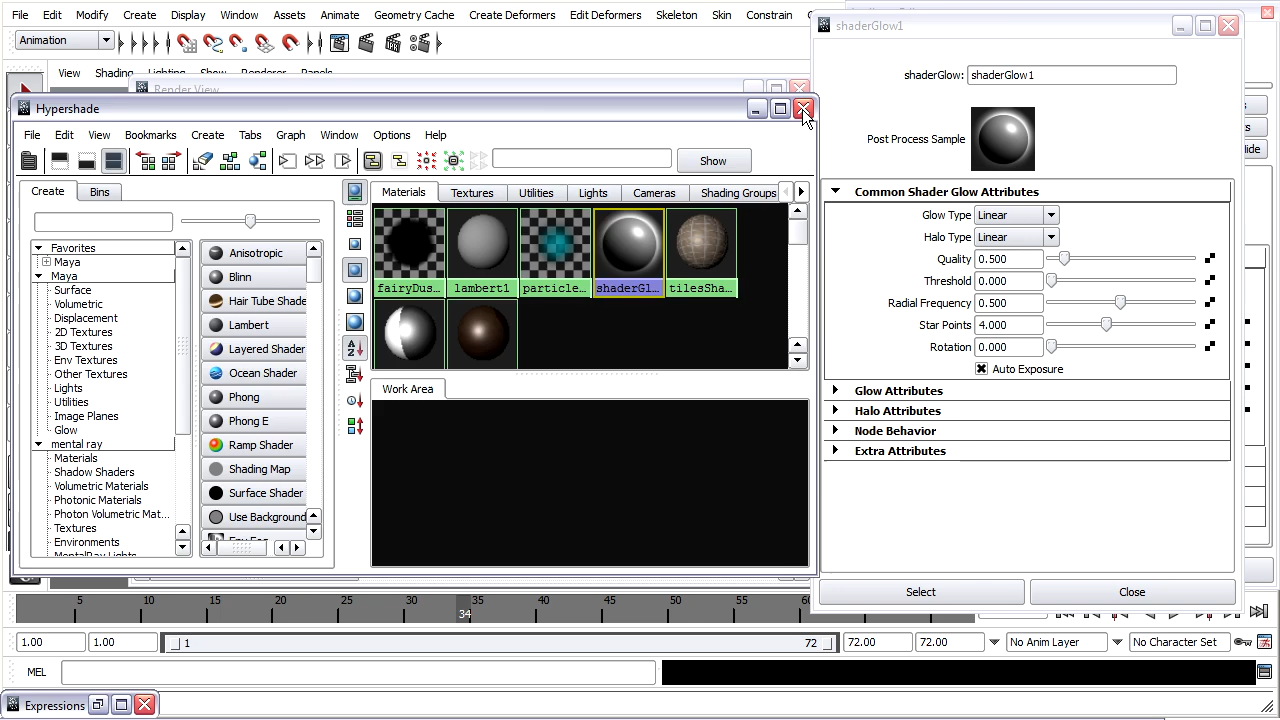 File Edit Modify Create Display Window Assets Animate Geometry Cache Create Deformers Edit Deformers Skeleton Skin Constrain
Animation
View Shading Lighting Show Renderer Panels
Render View
Hypershade
File Edit View Bookmarks Create Tabs Graph Window Options Help
Show
Create Bins
Materials Textures Utilities Lights Cameras Shading Groups
Favorites
Maya
Maya
Surface
Volumetric
Displacement
2D Textures
3D Textures
Env Textures
Other Textures
Lights
Utilities
Image Planes
Glow
mental ray
Materials
Shadow Shaders
Volumetric Materials
Photonic Materials
Photon Volumetric Mat...
Textures
Environments
MentalRay Lights
Anisotropic
Blinn
Hair Tube Shade
Lambert
Layered Shader
Ocean Shader
Phong
Phong E
Ramp Shader
Shading Map
Surface Shader
Use Background
fairyDus... lambert1 particle... shaderGl... tilesSha...
Work Area
shaderGlow1
shaderGlow: shaderGlow1
Post Process Sample
Common Shader Glow Attributes
Glow Type Linear
Halo Type Linear
Quality 0.500
Threshold 0.000
Radial Frequency 0.500
Star Points 4.000
Rotation 0.000
Auto Exposure
Glow Attributes
Halo Attributes
Node Behavior
Extra Attributes
Select Close
5 10 15 20 25 30 35 40 45 50 55 60
34
1.00 1.00 1 72 72.00 72.00 No Anim Layer No Character Set
MEL
Expressions